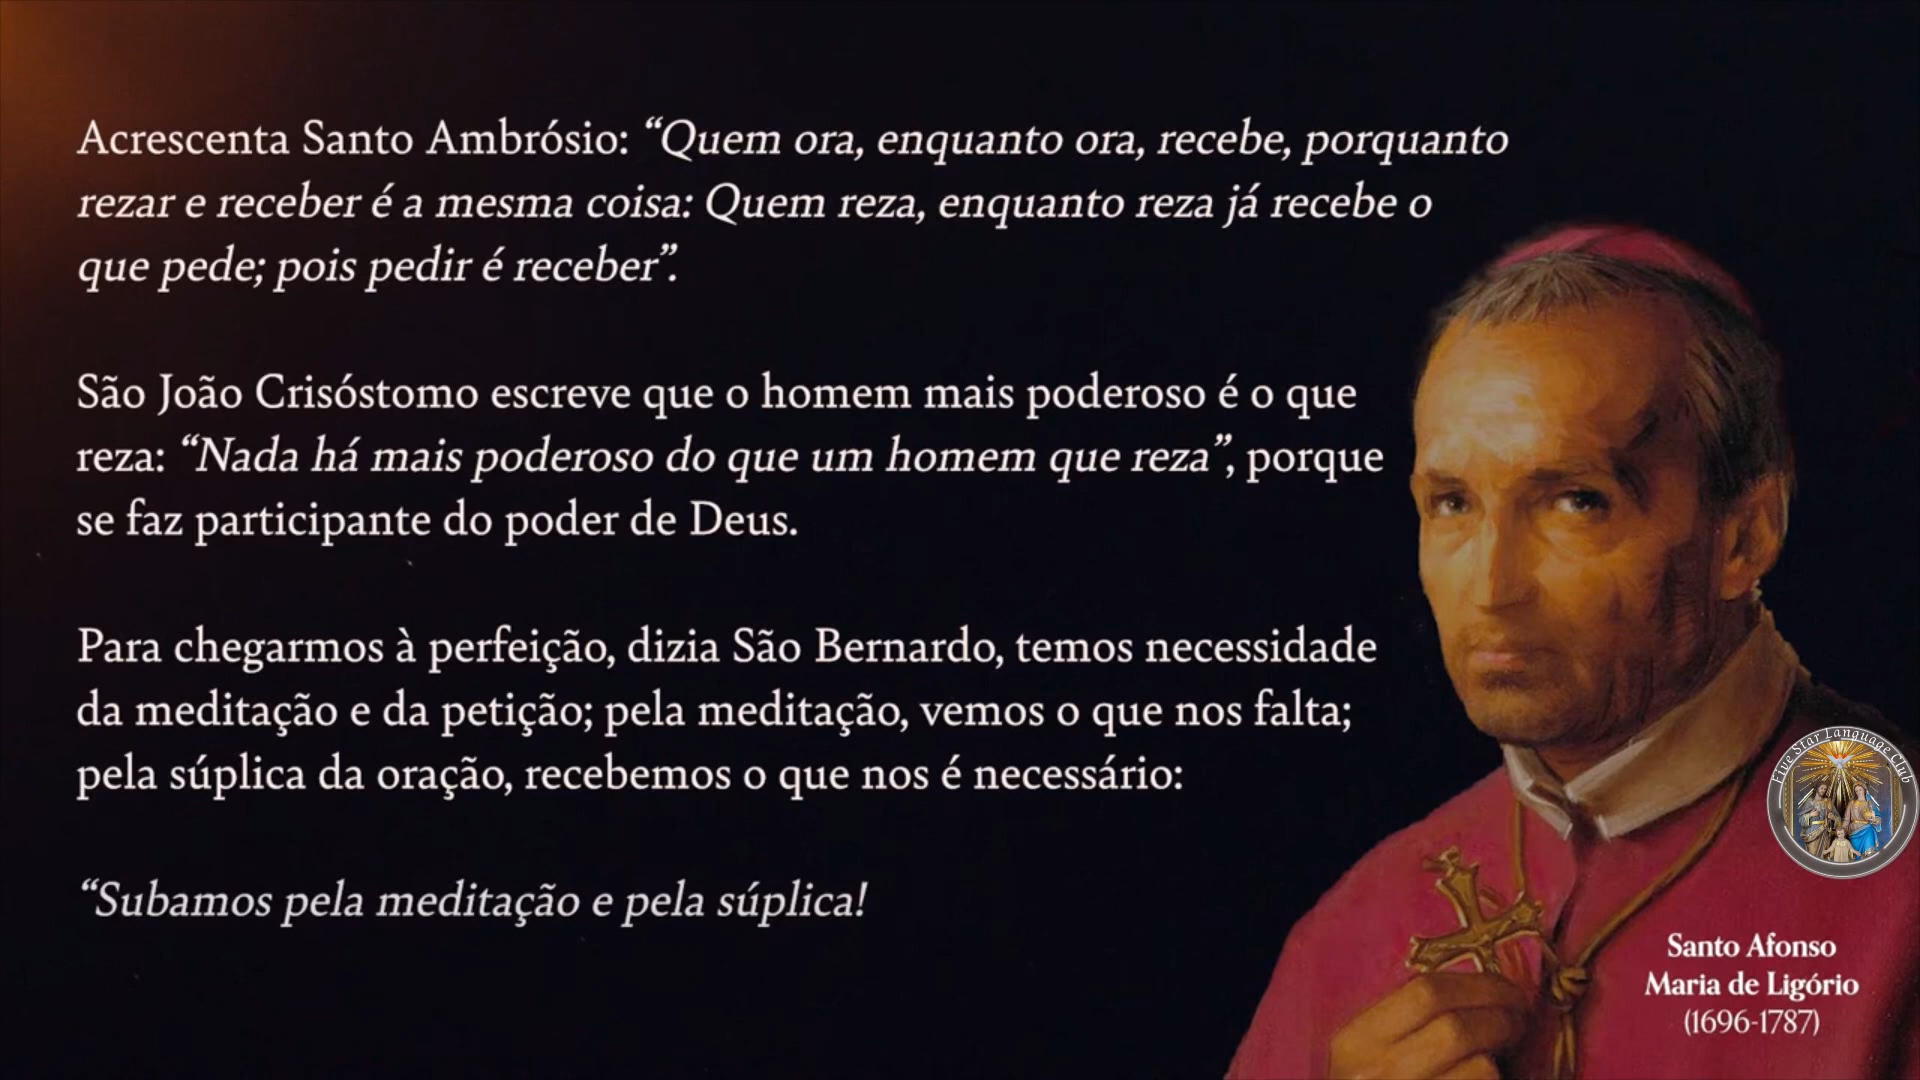 Acrescenta Santo Ambrósio: “Quem ora, enquanto ora, recebe, porquanto
rezar e receber é a mesma coisa: Quem reza, enquanto reza já recebe o
que pede; pois pedir é receber”.
São João Crisóstomo escreve que o homem mais poderoso é o que
reza: “Nada há mais poderoso do que um homem que reza”, porque
se faz participante do poder de Deus.
Para chegarmos à perfeição, dizia São Bernardo, temos necessidade
da meditação e da petição; pela meditação, vemos o que nos falta;
pela súplica da oração, recebemos o que nos é necessário:
“Subamos pela meditação e pela súplica!
Five Star Language Club
Santo Afonso
Maria de Ligório
(1696-1787)